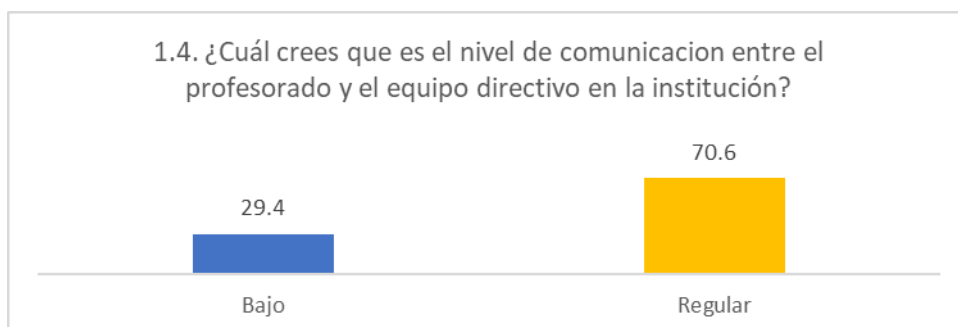 1.4. ¿Cuál crees que es el nivel de comunicacion entre el
profesorado y el equipo directivo en la institución?
70.6
29.4
Bajo
Regular